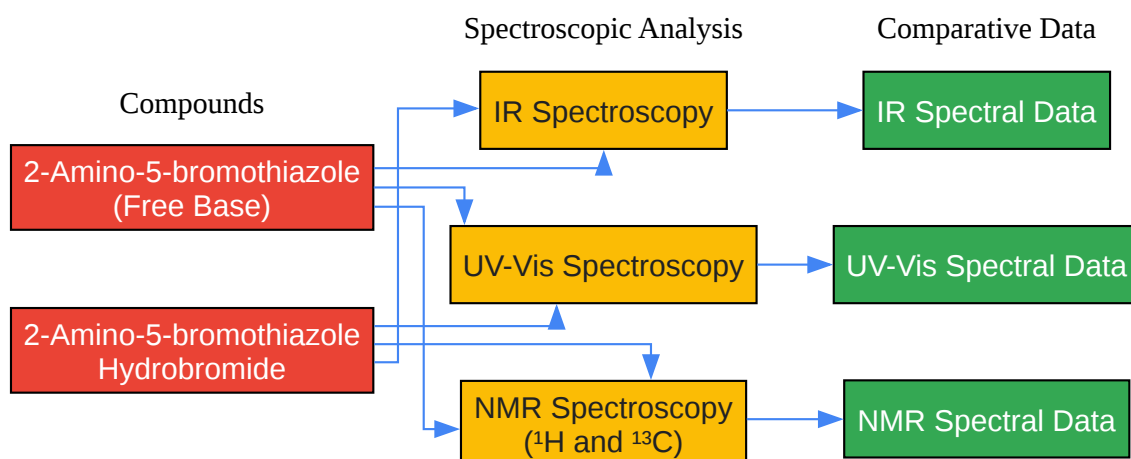 Compounds
2-Amino-5-bromothiazole
(Free Base)
2-Amino-5-bromothiazole
Hydrobromide
Spectroscopic Analysis
IR Spectroscopy
UV-Vis Spectroscopy
NMR Spectroscopy
(¹H and ¹³C)
Comparative Data
IR Spectral Data
UV-Vis Spectral Data
NMR Spectral Data